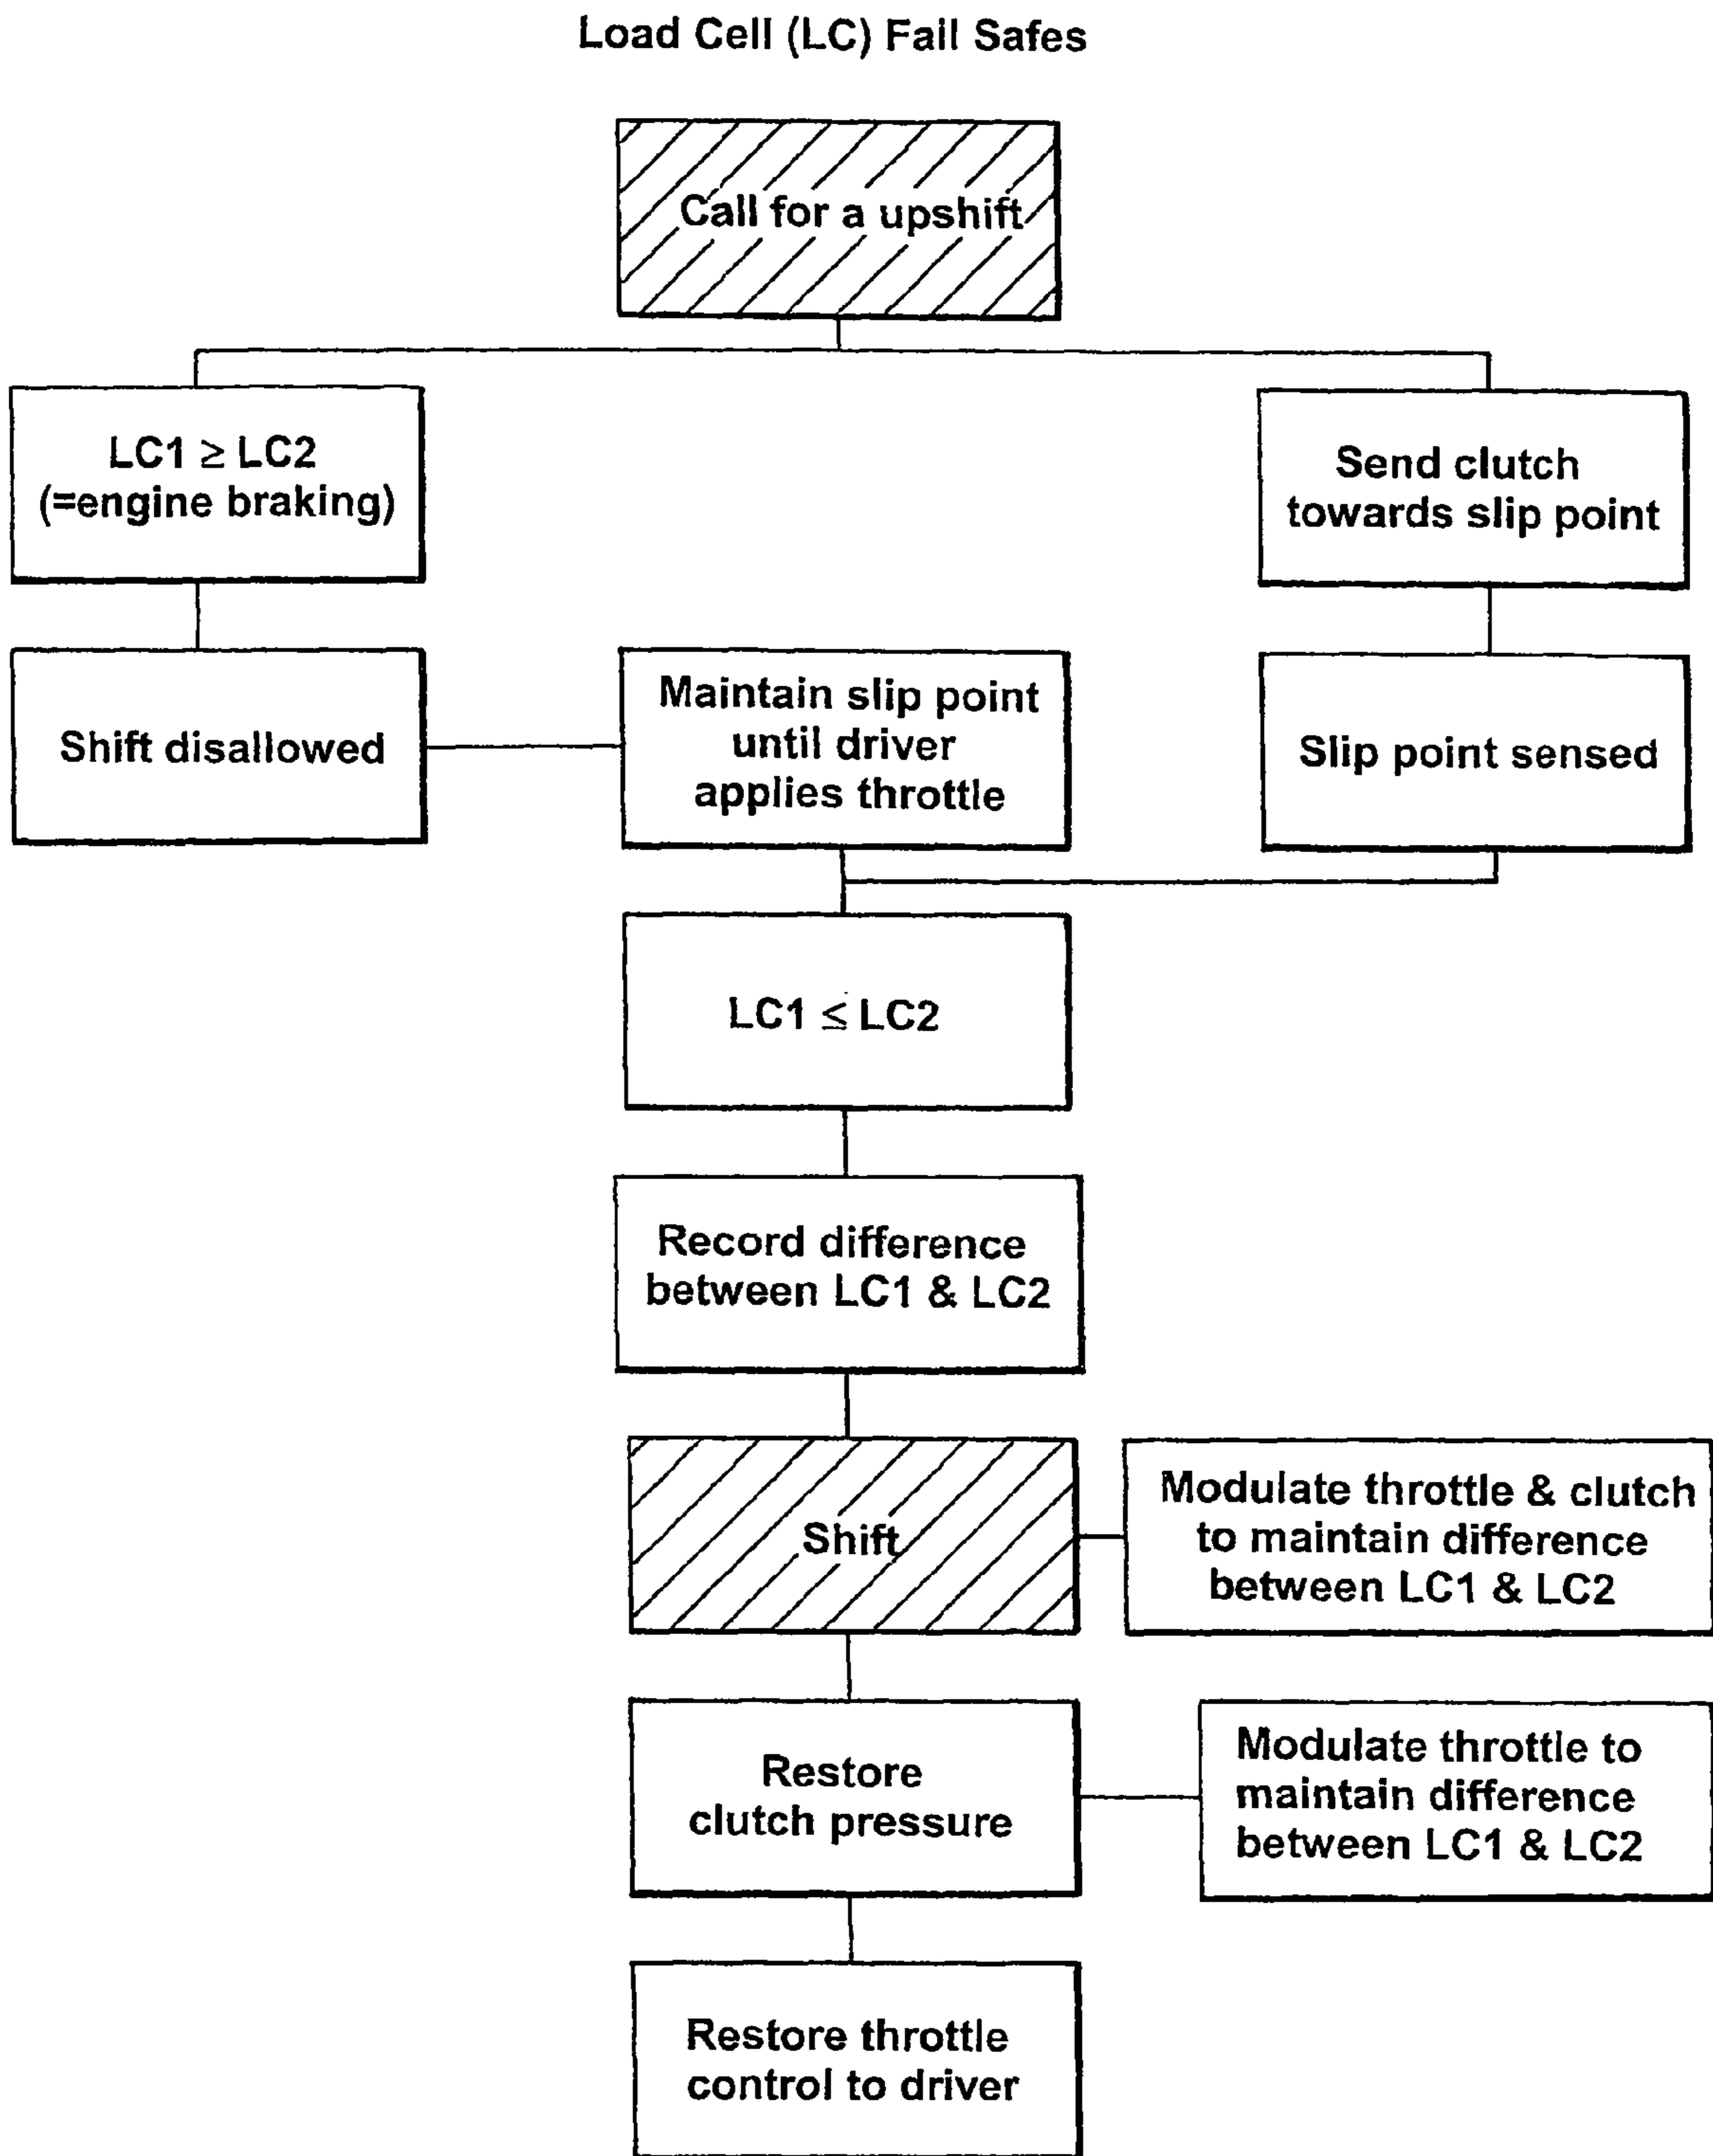 Load Cell (LC) Fail Safes
Call for a upshift
LC1 ≥ LC2
(=engine braking)
Send clutch
towards slip point
Shift disallowed
Maintain slip point
until driver
applies throttle
Slip point sensed
LC1 ≤ LC2
Record difference
between LC1 & LC2
Shift
Modulate throttle & clutch
to maintain difference
between LC1 & LC2
Restore
clutch pressure
Modulate throttle to
maintain difference
between LC1 & LC2
Restore throttle
control to driver